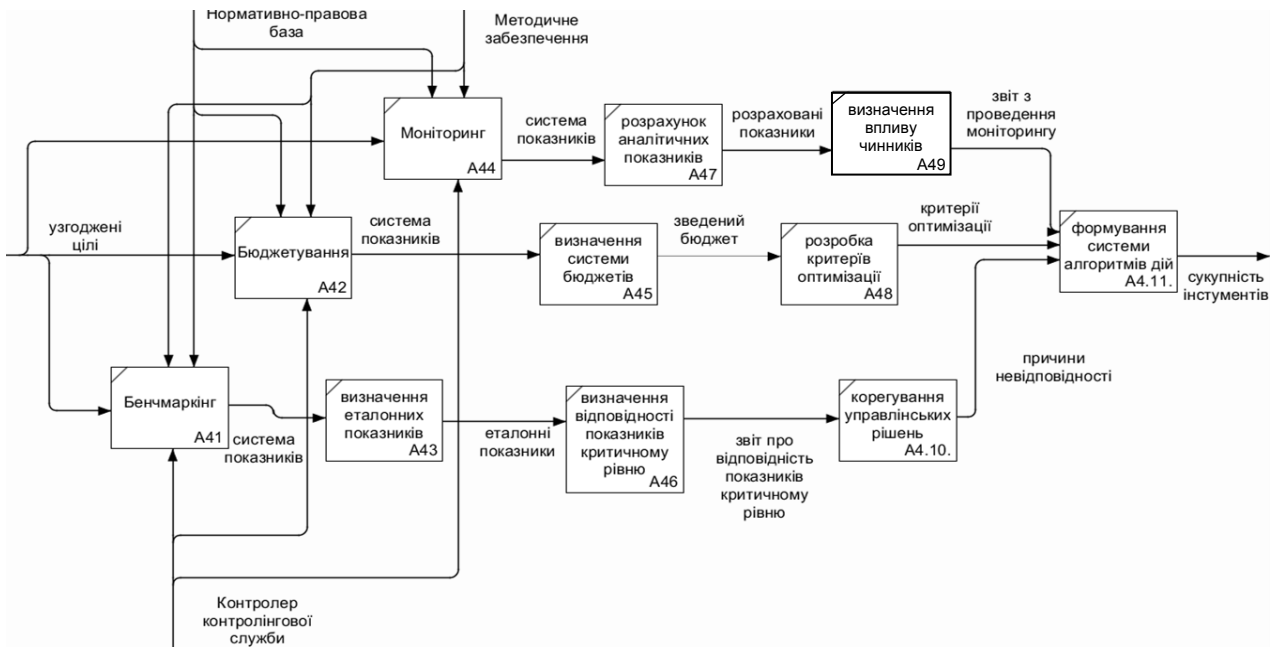 Нормативно-правова
база
Методичне
забезпечення
Моніторинг
A44
система
показників
розрахунок
аналітичних
показників
A47
розраховані
показники
визначення
впливу
чинників
A49
звіт з
проведення
моніторингу
узгоджені
цілі
Бюджетування
A42
система
показників
визначення
системи
бюджетів
A45
зведений
бюджет
розробка
критерїв
оптимізації
A48
критерії
оптимізації
формування
системи
алгоритмів дій
A4.11.
сукупність
інстументів
Бенчмаркінг
A41
система
показників
визначення
еталонних
показників
A43
еталонні
показники
визначення
відповідності
показників
критичному
рівню
A46
звіт про
відповідність
показників
критичному
рівню
корегування
управлінських
рішень
A4.10.
причини
невідповідності
Контролер
контролінгової
служби